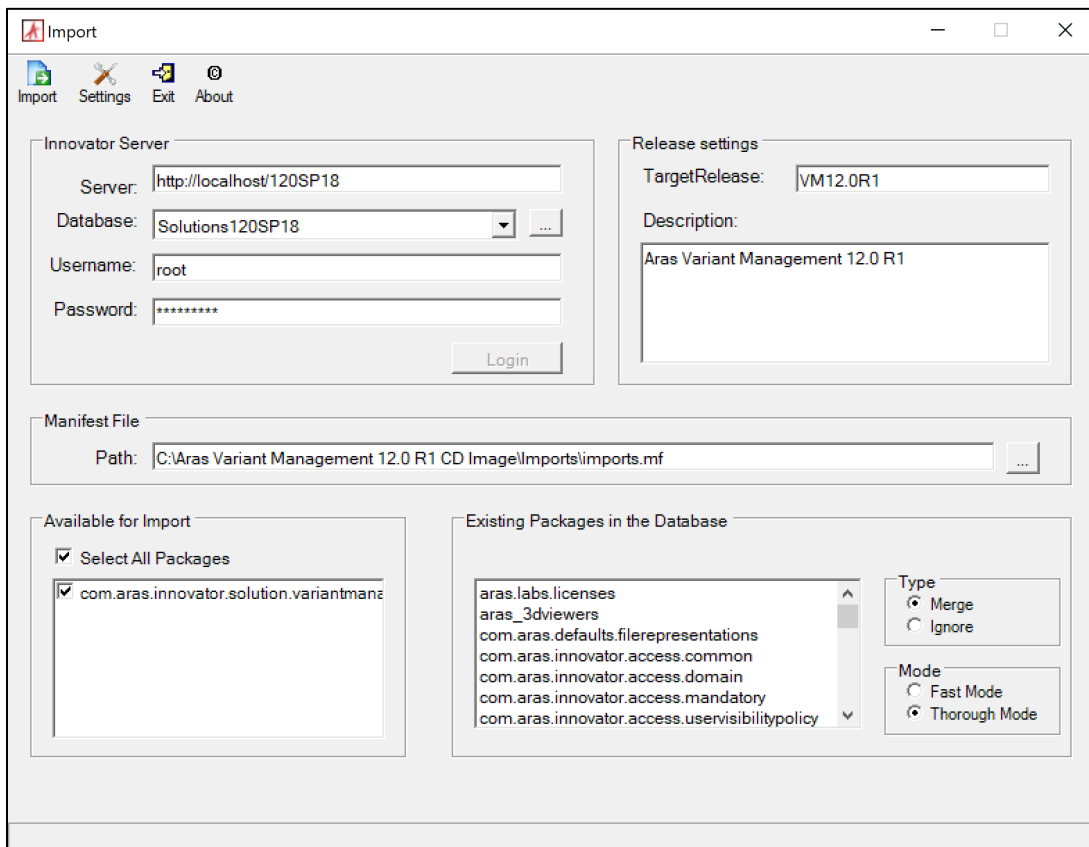 Import
Import Settings Exit About
Innovator Server
Server: http://localhost/120SP18
Database: Solutions120SP18 ...
Username: root
Password: *********
Login
Release settings
TargetRelease: VM12.0R1
Description:
Aras Variant Management 12.0 R1
Manifest File
Path: C:\Aras Variant Management 12.0 R1 CD Image\Imports\imports.mf ...
Available for Import
Select All Packages
com.aras.innovator.solution.variantmana
Existing Packages in the Database
aras.labs.licenses
aras_3dviewers
com.aras.defaults.filerepresentations
com.aras.innovator.access.common
com.aras.innovator.access.domain
com.aras.innovator.access.mandatory
com.aras.innovator.access.uservisibilitypolicy
Type
Merge
Ignore
Mode
Fast Mode
Thorough Mode